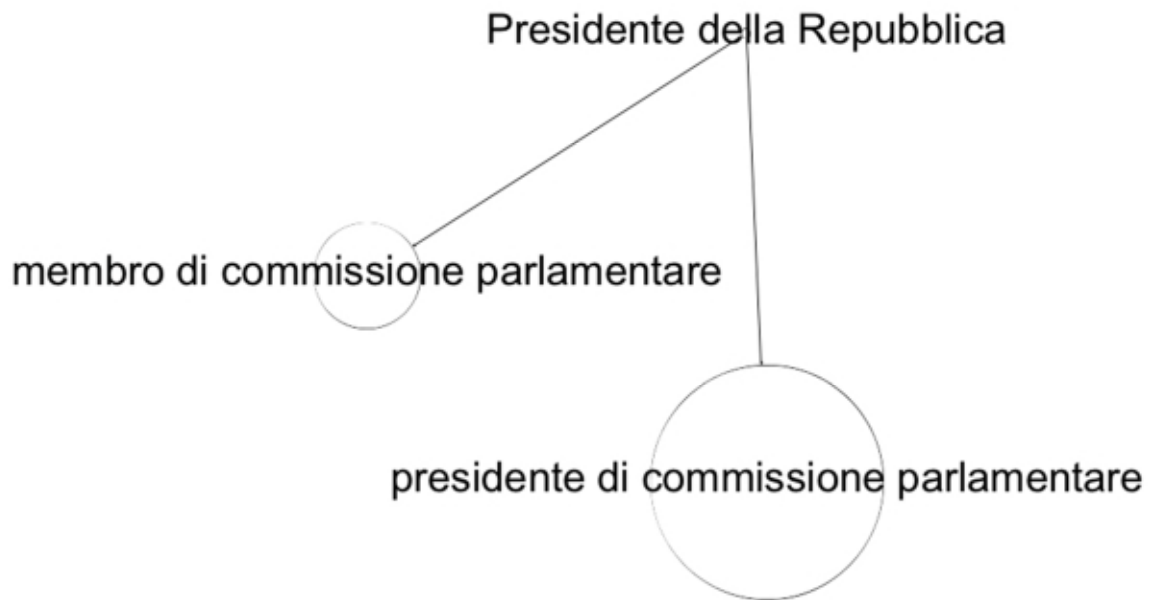 Presidente della Repubblica
membro di commissione parlamentare
presidente di commissione parlamentare